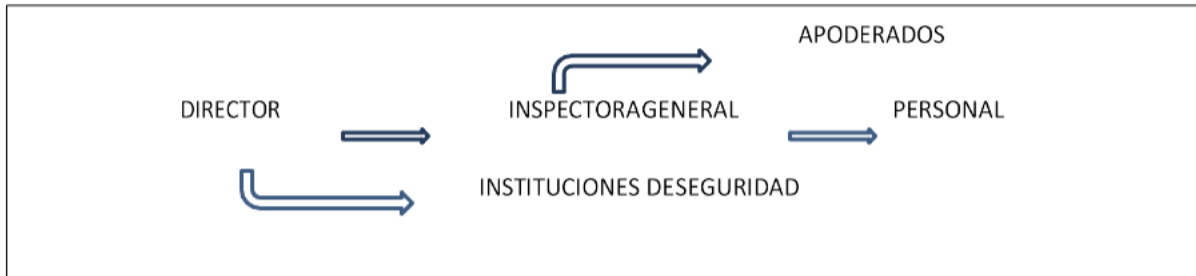 APODERADOS
DIRECTOR INSPECTORAGENERAL PERSONAL
INSTITUCIONES DESEGURIDAD